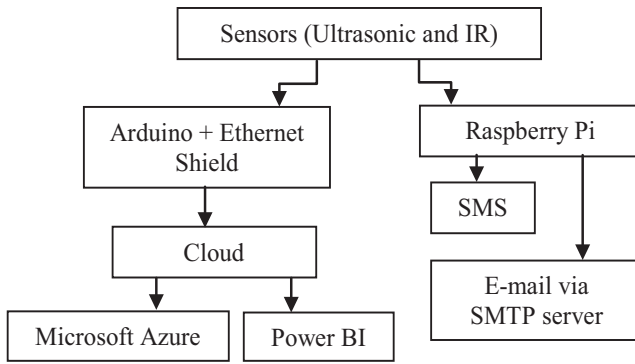 Sensors (Ultrasonic and IR)
Arduino + Ethernet
Shield
Raspberry Pi
SMS
Cloud
E-mail via
SMTP server
Microsoft Azure
Power BI